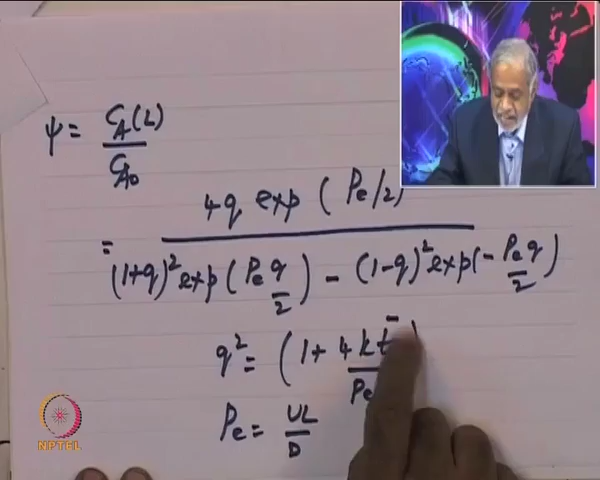 ψ = C_A(L) / C_A0
= 4q exp (Pe/2) / (1+q)² exp (Pe q/2) − (1−q)² exp (− Pe q/2)
q² = (1 + 4 k t̄ / Pe )
Pe = UL / D
NPTEL